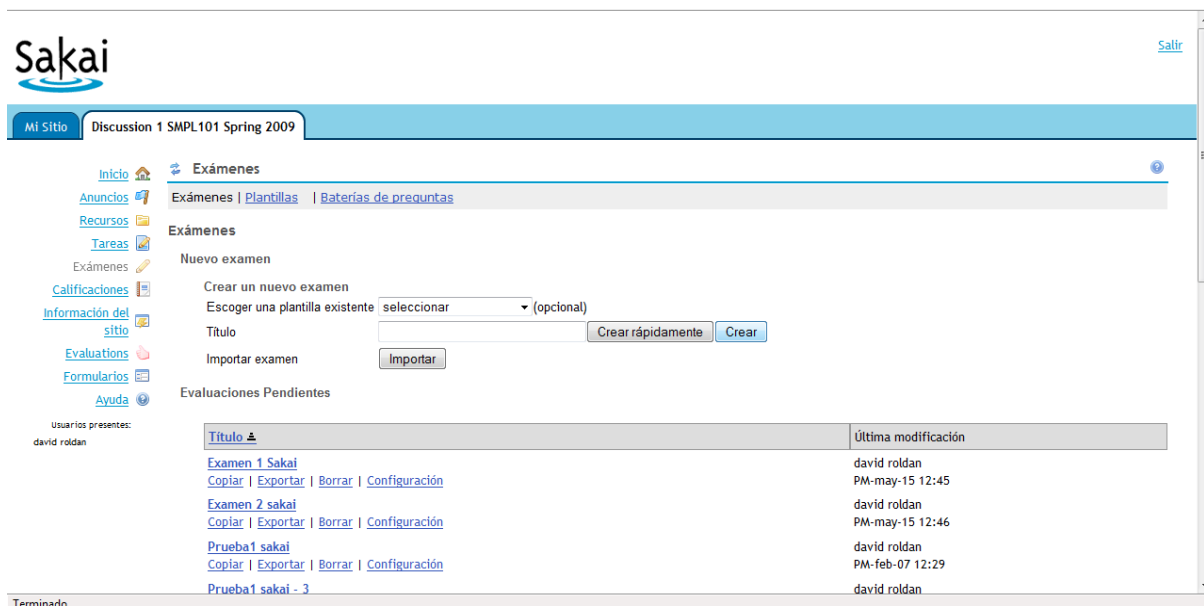 Sakai
Salir
Mi Sitio
Discussion 1 SMPL101 Spring 2009
Inicio
Anuncios
Recursos
Tareas
Exámenes
Calificaciones
Información del
sitio
Evaluations
Formularios
Ayuda
Usuarios presentes:
david roldan
Exámenes
Exámenes | Plantillas | Baterías de preguntas
Exámenes
Nuevo examen
Crear un nuevo examen
Escoger una plantilla existente seleccionar (opcional)
Título Crear rápidamente Crear
Importar examen Importar
Evaluaciones Pendientes
Título Última modificación
Examen 1 Sakai david roldan
Copiar | Exportar | Borrar | Configuración PM-may-15 12:45
Examen 2 sakai david roldan
Copiar | Exportar | Borrar | Configuración PM-may-15 12:46
Prueba1 sakai david roldan
Copiar | Exportar | Borrar | Configuración PM-feb-07 12:29
Prueba1 sakai - 3 david roldan
Terminado